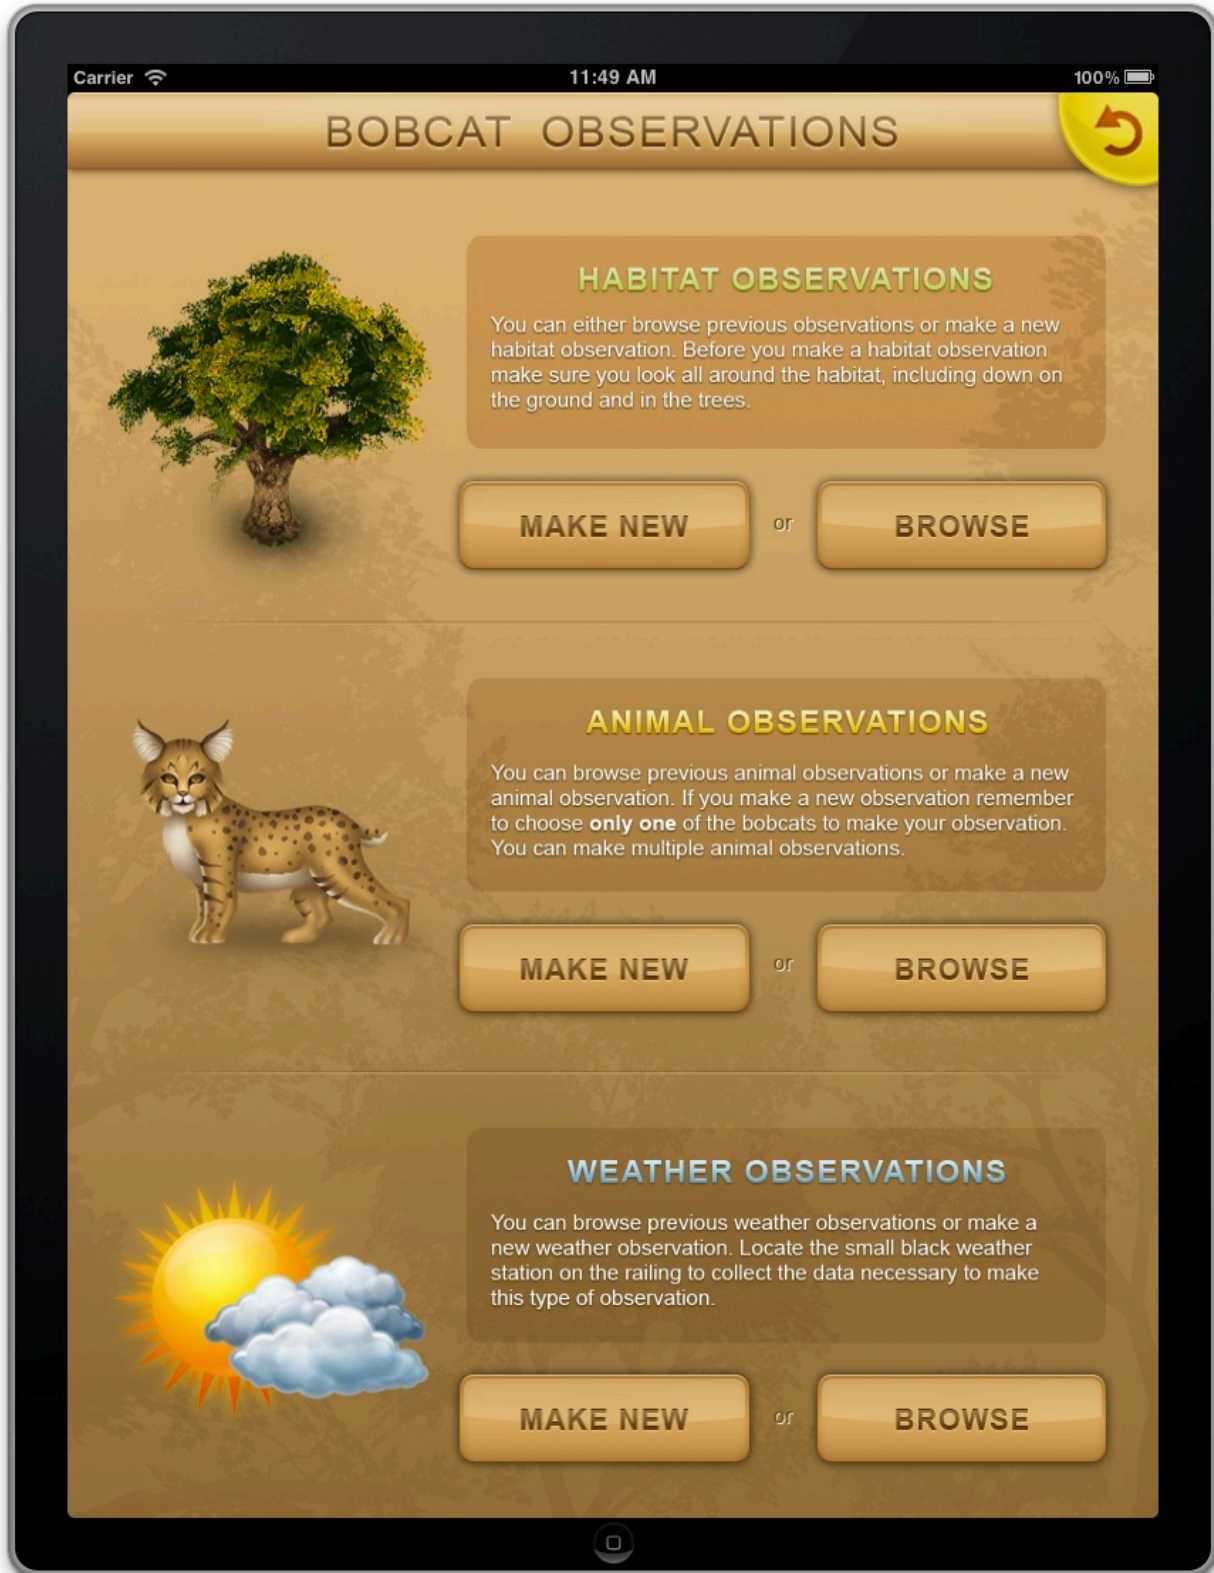 Carrier 11:49 AM 100%
BOBCAT OBSERVATIONS
HABITAT OBSERVATIONS
You can either browse previous observations or make a new
habitat observation. Before you make a habitat observation
make sure you look all around the habitat, including down on
the ground and in the trees.
MAKE NEW or BROWSE
ANIMAL OBSERVATIONS
You can browse previous animal observations or make a new
animal observation. If you make a new observation remember
to choose only one of the bobcats to make your observation.
You can make multiple animal observations.
MAKE NEW or BROWSE
WEATHER OBSERVATIONS
You can browse previous weather observations or make a
new weather observation. Locate the small black weather
station on the railing to collect the data necessary to make
this type of observation.
MAKE NEW or BROWSE